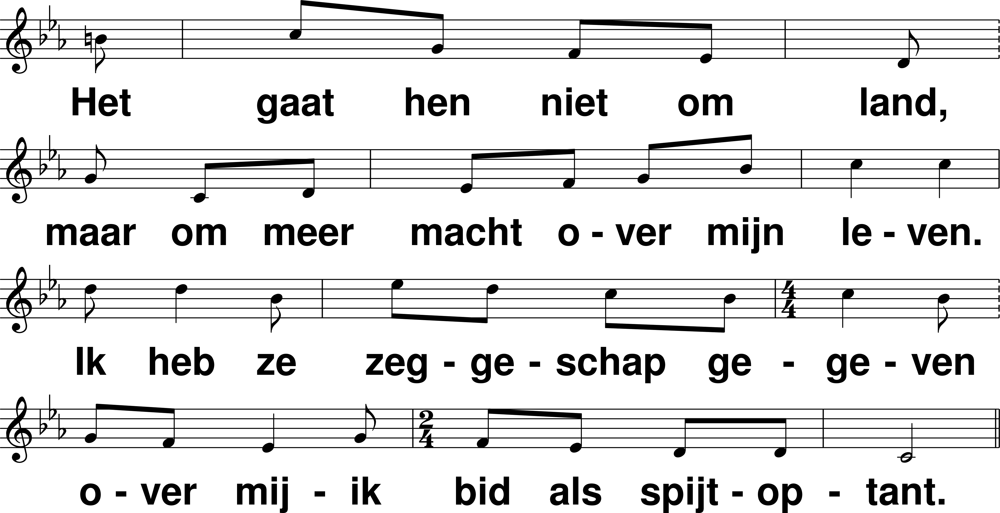 Het gaat hen niet om land,
maar om meer macht o - ver mijn le - ven.
Ik heb ze zeg - ge - schap ge - ge - ven
o - ver mij - ik bid als spijt - op - tant.